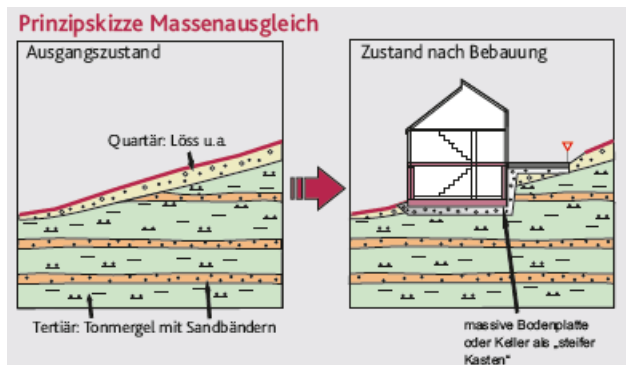 Prinzipskizze Massenausgleich
Ausgangszustand
Quartär: Löss u.a.
Tertiär: Tonmergel mit Sandbändern
Zustand nach Bebauung
massive Bodenplatte
oder Keller als „steifer
Kasten“